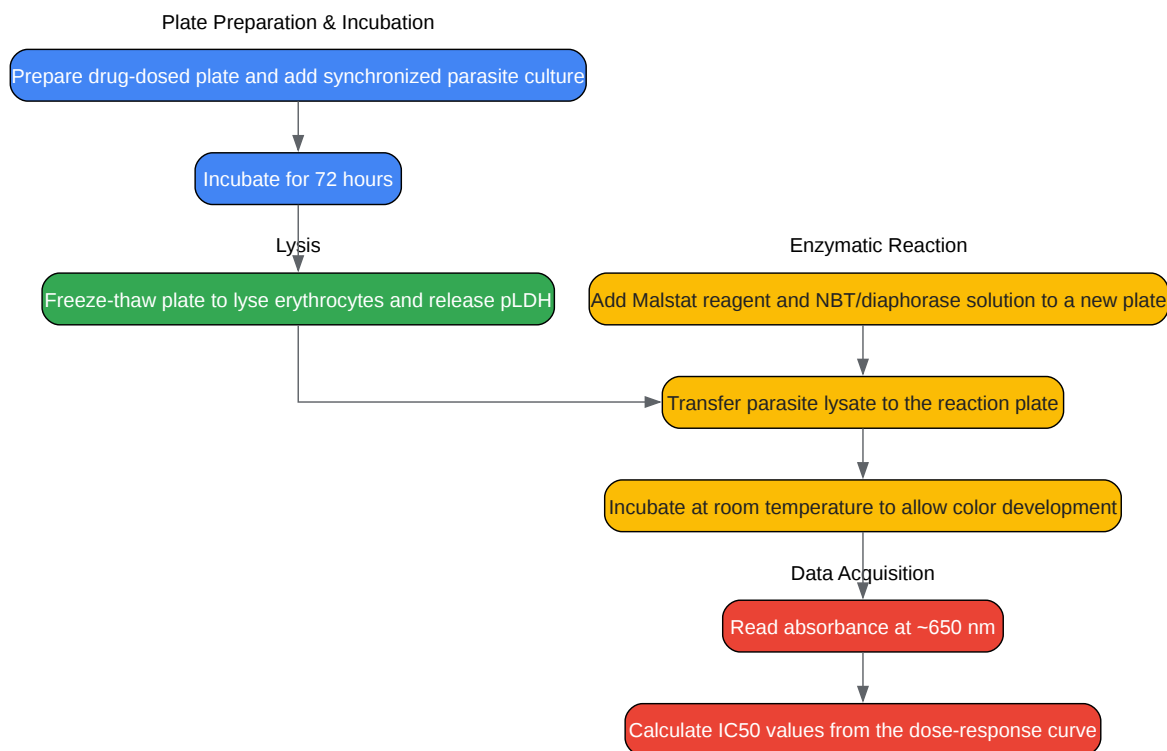 Plate Preparation & Incubation
Prepare drug-dosed plate and add synchronized parasite culture
Incubate for 72 hours
Lysis
Freeze-thaw plate to lyse erythrocytes and release pLDH
Enzymatic Reaction
Add Malstat reagent and NBT/diaphorase solution to a new plate
Transfer parasite lysate to the reaction plate
Incubate at room temperature to allow color development
Data Acquisition
Read absorbance at ~650 nm
Calculate IC50 values from the dose-response curve